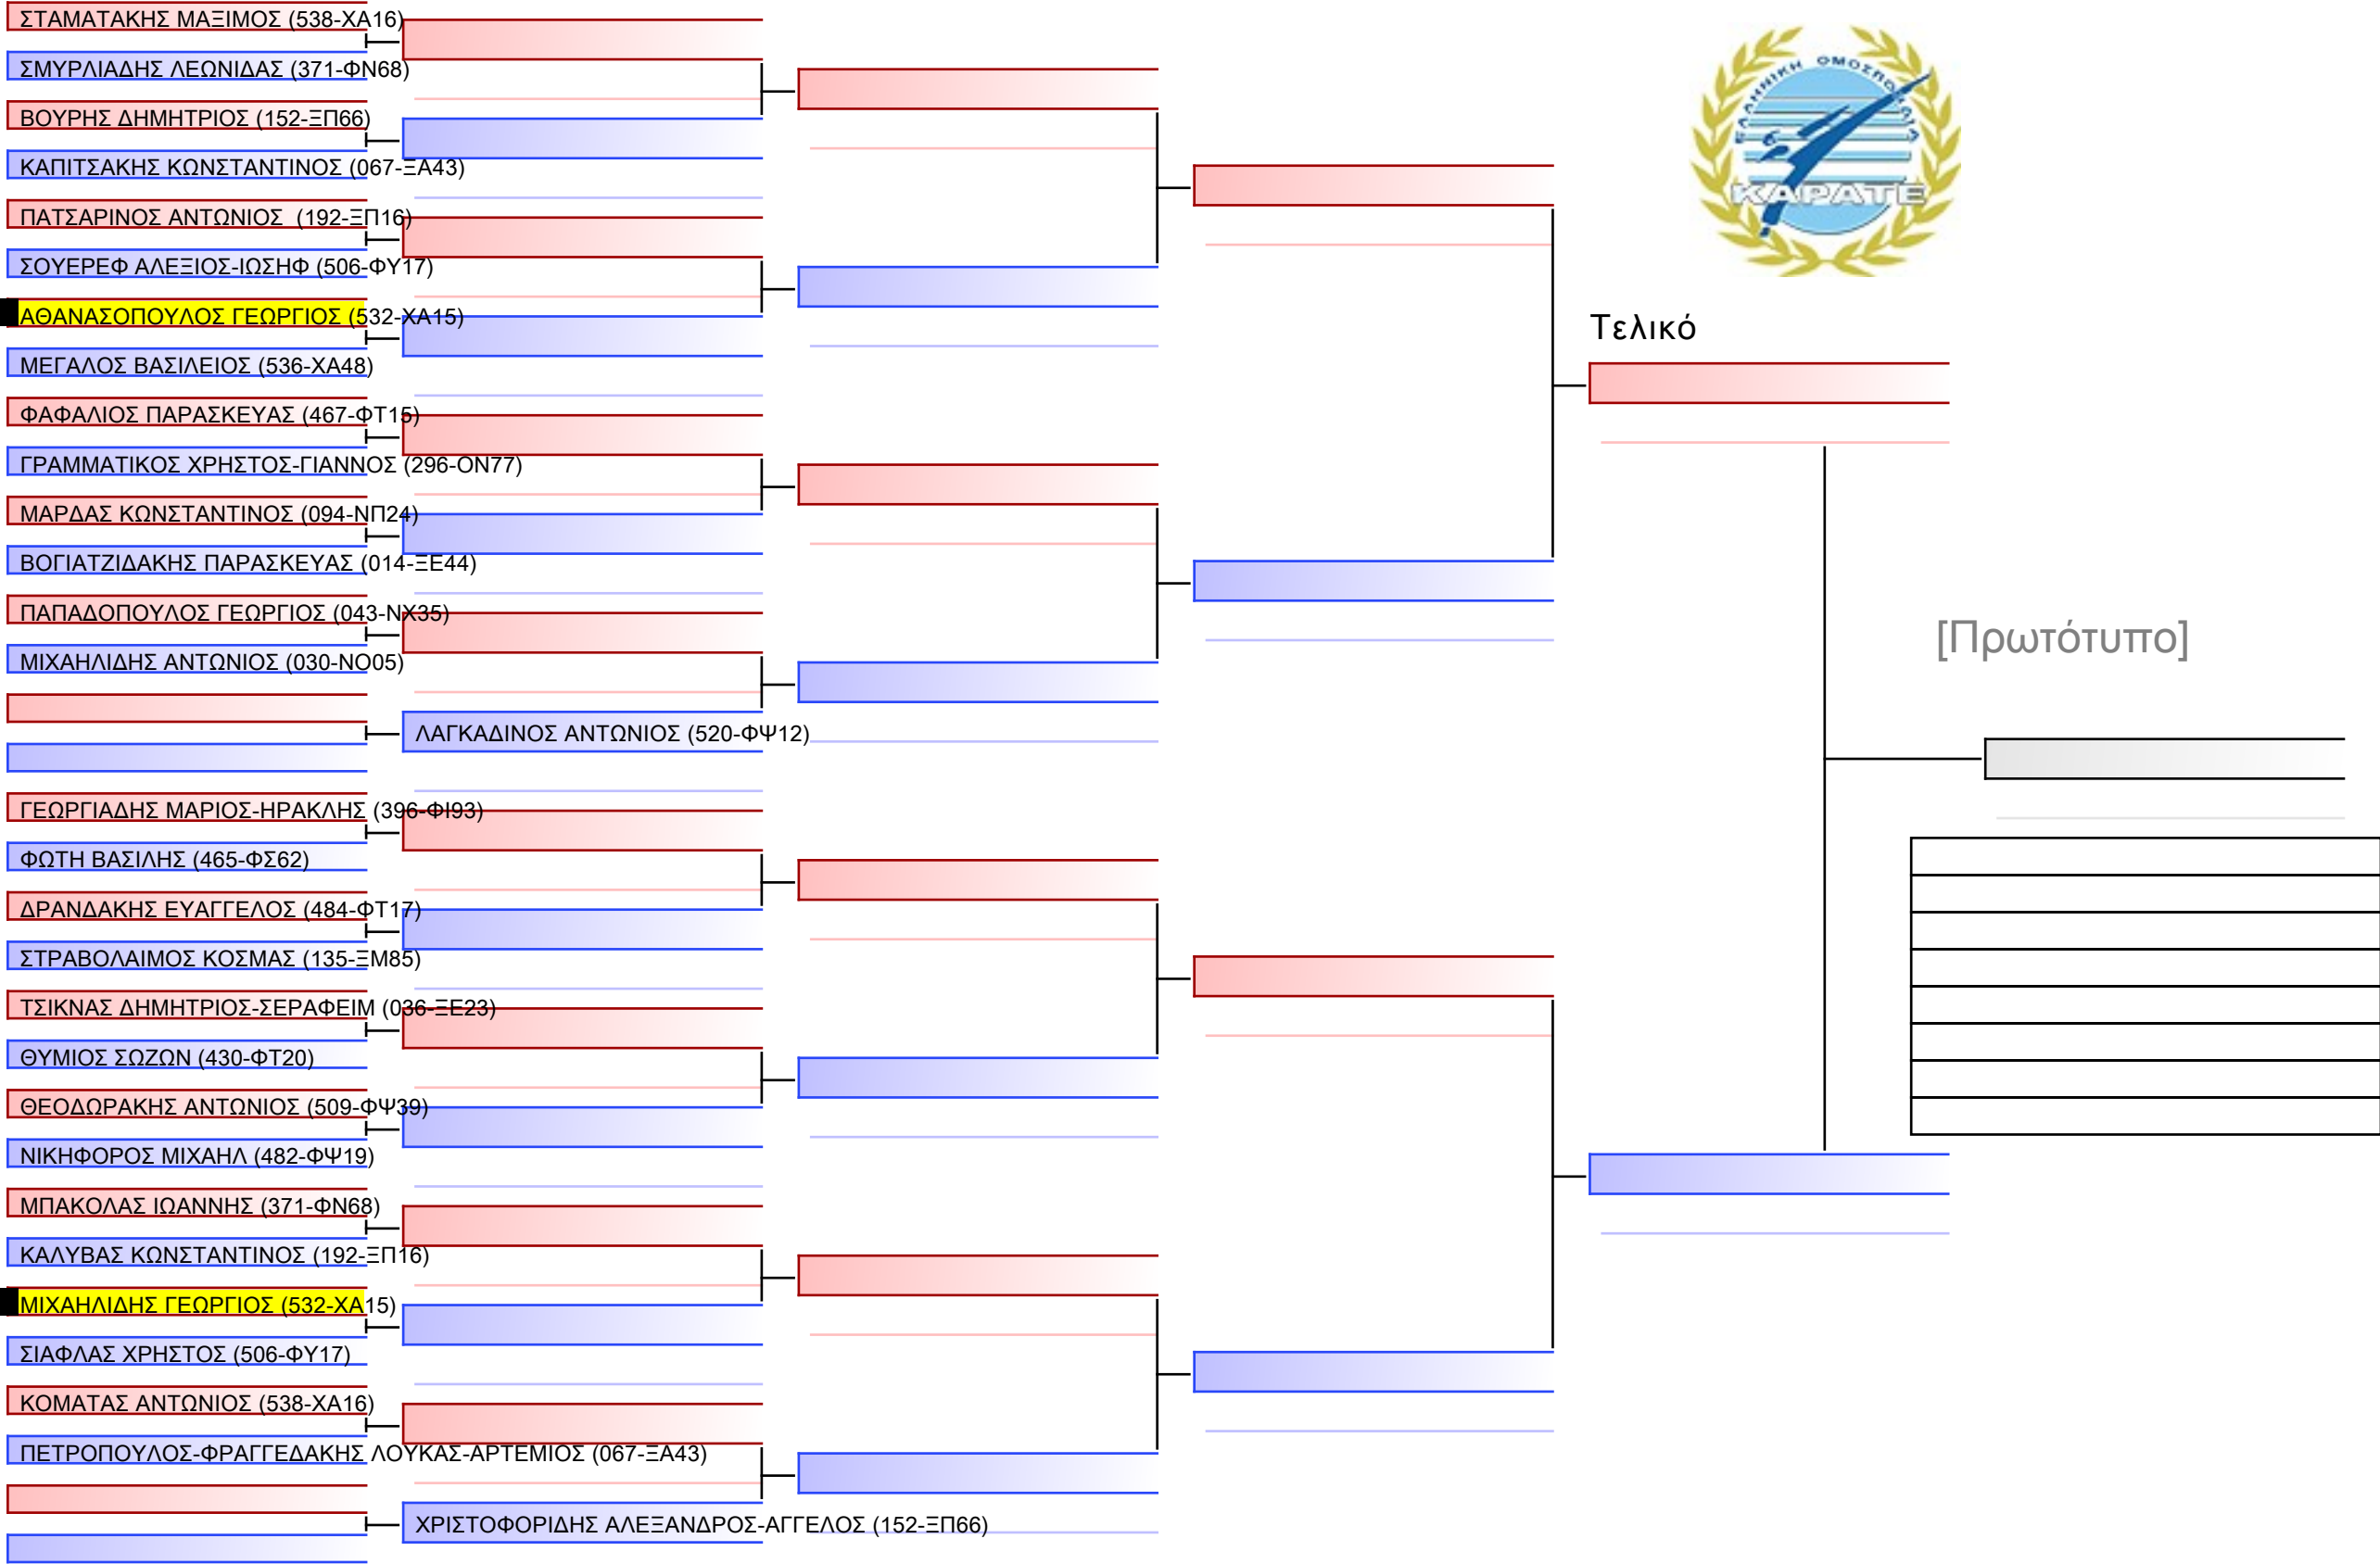 ΣΤΑΜΑΤΑΚΗΣ ΜΑΞΙΜΟΣ (538-ΧΑ16)
ΣΜΥΡΛΙΑΔΗΣ ΛΕΩΝΙΔΑΣ (371-ΦΝ68)
ΒΟΥΡΗΣ ΔΗΜΗΤΡΙΟΣ (152-ΞΠ66)
ΚΑΠΙΤΣΑΚΗΣ ΚΩΝΣΤΑΝΤΙΝΟΣ (067-ΞΑ43)
ΠΑΤΣΑΡΙΝΟΣ ΑΝΤΩΝΙΟΣ (192-ΞΠ16)
ΣΟΥΕΡΕΦ ΑΛΕΞΙΟΣ-ΙΩΣΗΦ (506-ΦΥ17)
ΑΘΑΝΑΣΟΠΟΥΛΟΣ ΓΕΩΡΓΙΟΣ (532-ΧΑ15)
ΜΕΓΑΛΟΣ ΒΑΣΙΛΕΙΟΣ (536-ΧΑ48)
ΦΑΦΑΛΙΟΣ ΠΑΡΑΣΚΕΥΑΣ (467-ΦΤ15)
ΓΡΑΜΜΑΤΙΚΟΣ ΧΡΗΣΤΟΣ-ΓΙΑΝΝΟΣ (296-ΟΝ77)
ΜΑΡΔΑΣ ΚΩΝΣΤΑΝΤΙΝΟΣ (094-ΝΠ24)
ΒΟΓΙΑΤΖΙΔΑΚΗΣ ΠΑΡΑΣΚΕΥΑΣ (014-ΞΕ44)
ΠΑΠΑΔΟΠΟΥΛΟΣ ΓΕΩΡΓΙΟΣ (043-ΝΧ35)
ΜΙΧΑΗΛΙΔΗΣ ΑΝΤΩΝΙΟΣ (030-ΝΟ05)
ΛΑΓΚΑΔΙΝΟΣ ΑΝΤΩΝΙΟΣ (520-ΦΨ12)
ΓΕΩΡΓΙΑΔΗΣ ΜΑΡΙΟΣ-ΗΡΑΚΛΗΣ (396-ΦΙ93)
ΦΩΤΗ ΒΑΣΙΛΗΣ (465-ΦΣ62)
ΔΡΑΝΔΑΚΗΣ ΕΥΑΓΓΕΛΟΣ (484-ΦΤ17)
ΣΤΡΑΒΟΛΑΙΜΟΣ ΚΟΣΜΑΣ (135-ΞΜ85)
ΤΣΙΚΝΑΣ ΔΗΜΗΤΡΙΟΣ-ΣΕΡΑΦΕΙΜ (036-ΞΕ23)
ΘΥΜΙΟΣ ΣΩΖΩΝ (430-ΦΤ20)
ΘΕΟΔΩΡΑΚΗΣ ΑΝΤΩΝΙΟΣ (509-ΦΨ39)
ΝΙΚΗΦΟΡΟΣ ΜΙΧΑΗΛ (482-ΦΨ19)
ΜΠΑΚΟΛΑΣ ΙΩΑΝΝΗΣ (371-ΦΝ68)
ΚΑΛΥΒΑΣ ΚΩΝΣΤΑΝΤΙΝΟΣ (192-ΞΠ16)
ΜΙΧΑΗΛΙΔΗΣ ΓΕΩΡΓΙΟΣ (532-ΧΑ15)
ΣΙΑΦΛΑΣ ΧΡΗΣΤΟΣ (506-ΦΥ17)
ΚΟΜΑΤΑΣ ΑΝΤΩΝΙΟΣ (538-ΧΑ16)
ΠΕΤΡΟΠΟΥΛΟΣ-ΦΡΑΓΓΕΔΑΚΗΣ ΛΟΥΚΑΣ-ΑΡΤΕΜΙΟΣ (067-ΞΑ43)
ΧΡΙΣΤΟΦΟΡΙΔΗΣ ΑΛΕΞΑΝΔΡΟΣ-ΑΓΓΕΛΟΣ (152-ΞΠ66)
ΕΛΛΗΝΙΚΗ ΟΜΟΣΠΟΝΔΙΑ
ΚΑΡΑΤΕ
Τελικό
[Πρωτότυπο]